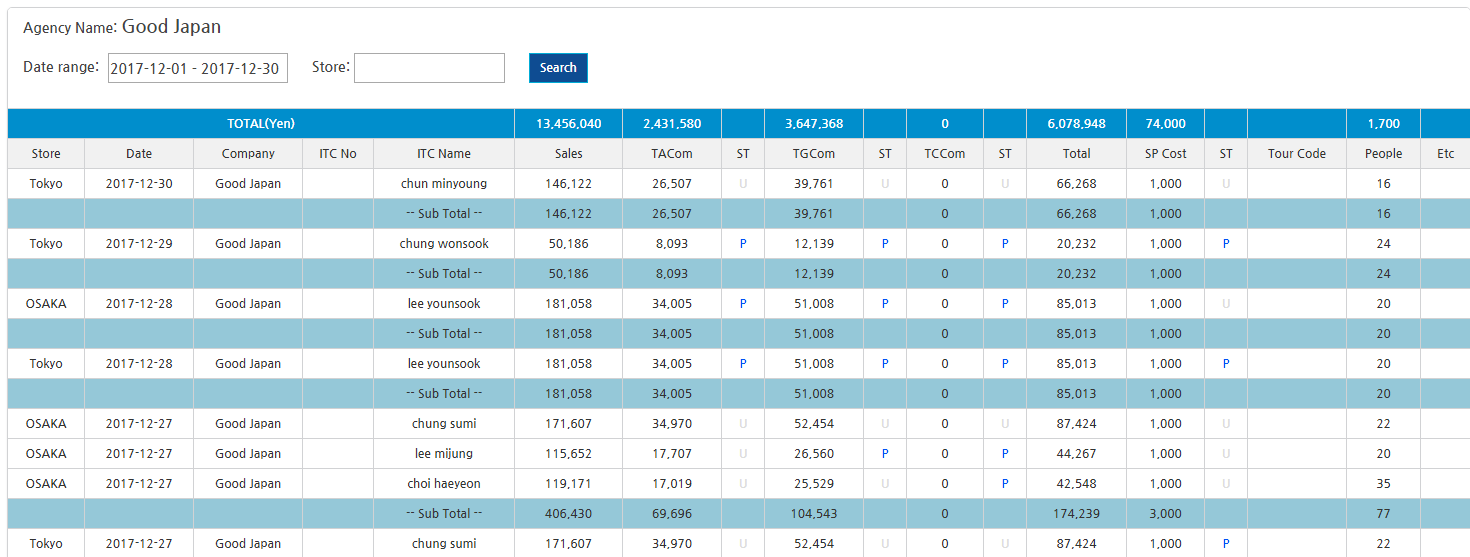 Agency Name: Good Japan
Date range: 2017-12-01 - 2017-12-30 Store: Search
TOTAL(Yen) 13,456,040 2,431,580 3,647,368 0 6,078,948 74,000 1,700
Store Date Company ITC No ITC Name Sales TACom ST TGCom ST TCCom ST Total SP Cost ST Tour Code People Etc
Tokyo 2017-12-30 Good Japan chun minyoung 146,122 26,507 U 39,761 U 0 U 66,268 1,000 U 16
-- Sub Total -- 146,122 26,507 39,761 0 66,268 1,000 16
Tokyo 2017-12-29 Good Japan chung wonsook 50,186 8,093 P 12,139 P 0 P 20,232 1,000 P 24
-- Sub Total -- 50,186 8,093 12,139 0 20,232 1,000 24
OSAKA 2017-12-28 Good Japan lee younsook 181,058 34,005 P 51,008 P 0 P 85,013 1,000 U 20
-- Sub Total -- 181,058 34,005 51,008 0 85,013 1,000 20
Tokyo 2017-12-28 Good Japan lee younsook 181,058 34,005 P 51,008 P 0 P 85,013 1,000 P 20
-- Sub Total -- 181,058 34,005 51,008 0 85,013 1,000 20
OSAKA 2017-12-27 Good Japan chung sumi 171,607 34,970 U 52,454 U 0 U 87,424 1,000 U 22
OSAKA 2017-12-27 Good Japan lee mijung 115,652 17,707 U 26,560 P 0 P 44,267 1,000 U 20
OSAKA 2017-12-27 Good Japan choi haeyeon 119,171 17,019 U 25,529 U 0 P 42,548 1,000 U 35
-- Sub Total -- 406,430 69,696 104,543 0 174,239 3,000 77
Tokyo 2017-12-27 Good Japan chung sumi 171,607 34,970 U 52,454 U 0 U 87,424 1,000 P 22